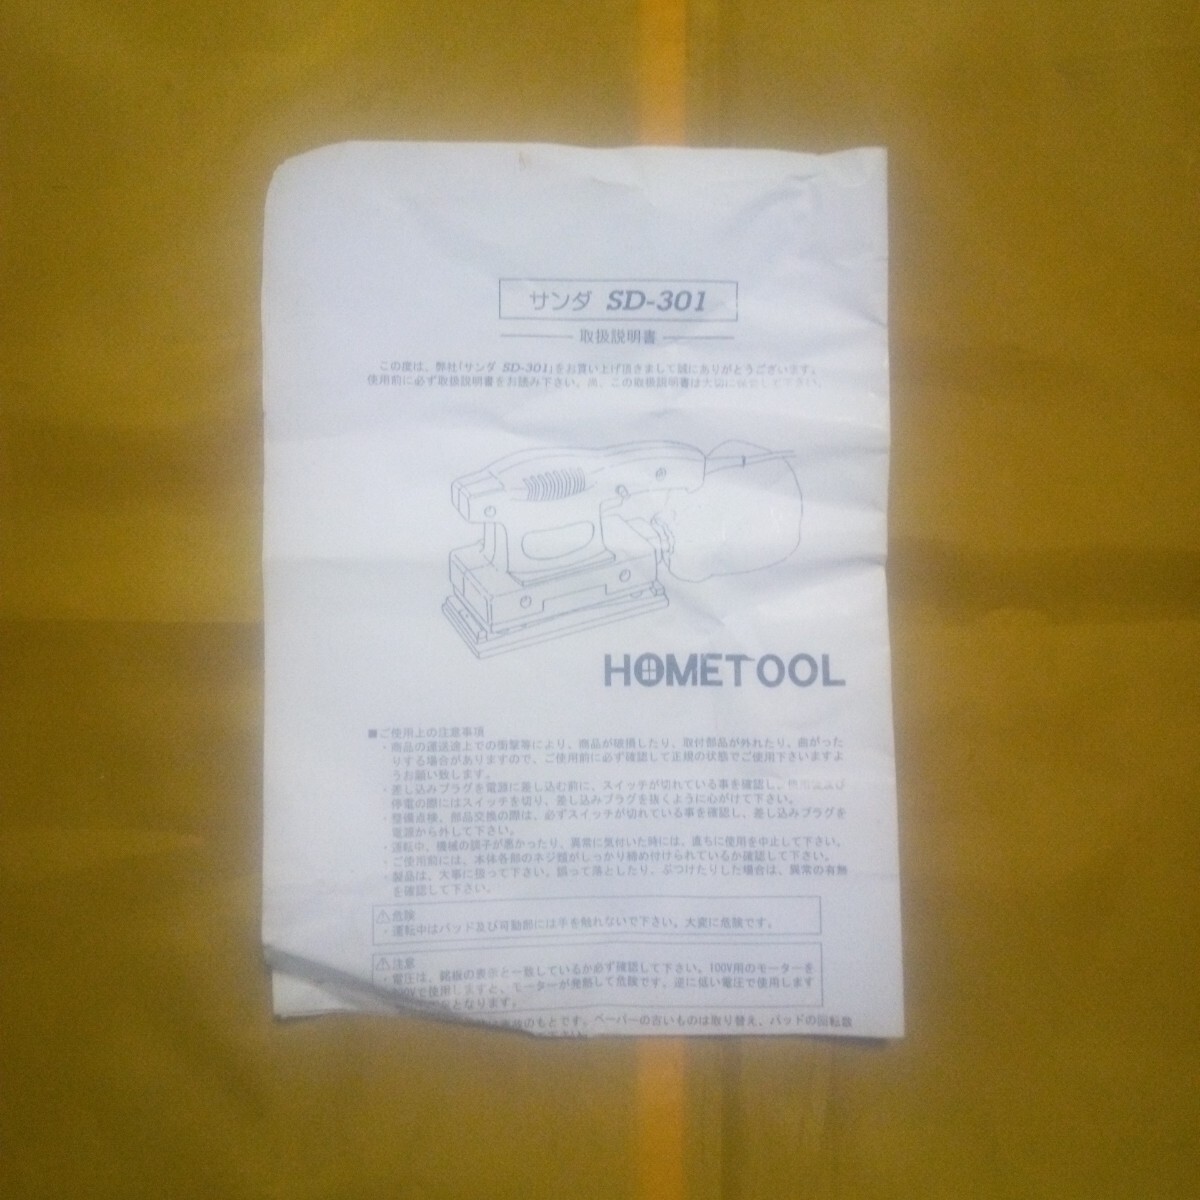 サンダ SD-301
取扱説明書
この度は、弊社「サンダ SD-301」をお買い上げ頂きまして誠にありがとうございます。
使用前に必ず取扱説明書をお読み下さい。尚、この取扱説明書は大切に保管して下さい。
HOMETOOL
■ご使用上の注意事項
・商品の運送途上での衝撃等により、商品が破損したり、取付部品が外れたり、曲がった
りする場合がありますので、ご使用前に必ず確認して正規の状態でご使用下さいますよ
うお願い致します。
・差し込みプラグを電源に差し込む前に、スイッチが切れている事を確認し、使用後及び
停電の際にはスイッチを切り、差し込みプラグを抜くように心がけて下さい。
・整備点検、部品交換の際は、必ずスイッチが切れている事を確認し、差し込みプラグを
電源から外して下さい。
・運転中、機械の調子が悪かったり、異常に気付いた時には、直ちに使用を中止して下さい。
・ご使用前には、本体各部のネジ類がしっかり締め付けられているか確認して下さい。
・製品は、大事に扱って下さい。誤って落としたり、ぶつけたりした場合は、異常の有無
を確認して下さい。
⚠危険
・運転中はパッド及び可動部には手を触れないで下さい。大変に危険です。
⚠注意
・電圧は、銘板の表示と一致しているか必ず確認して下さい。100V用のモーターを
00Vで使用しますと、モーターが発熱して危険です。逆に低い電圧で使用します
となります。
のもとです。ペーパーの古いものは取り替え、パッドの回転数